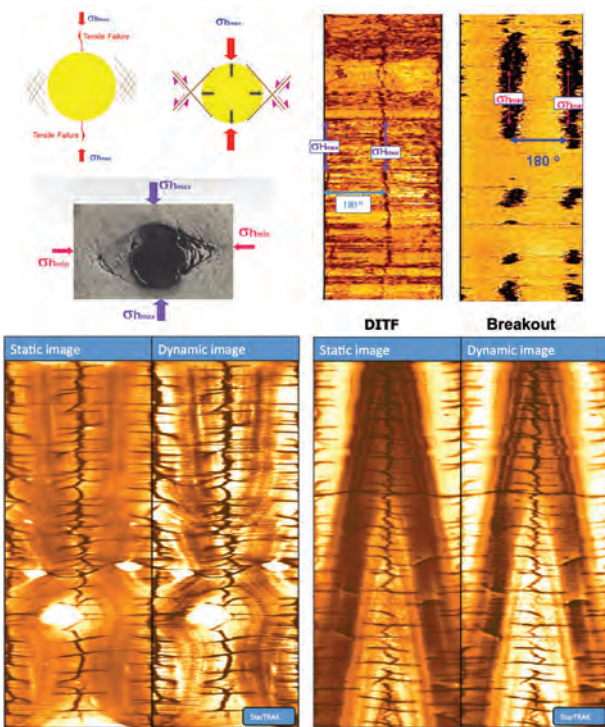 σhmax
Tensile Failure
Tensile Failure
σhmax
σhmax
σhmax
σhmin
σhmin
σhmax
σHmax
σHmax
180 º
σhmin
σhmin
180 º
DITF
Breakout
Static image
Dynamic image
Static image
Dynamic image
StarTRAK
StarTRAK